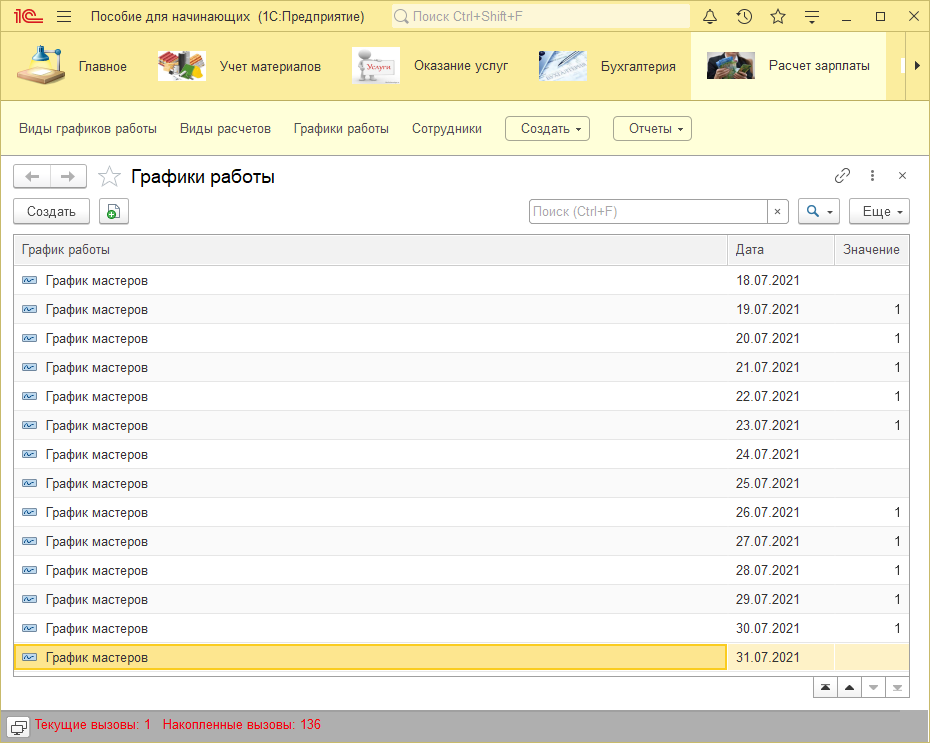 1С Пособие для начинающих (1С:Предприятие) Поиск Ctrl+Shift+F
Главное Учет материалов Услуги Оказание услуг Бухгалтерия Расчет зарплаты
Виды графиков работы Виды расчетов Графики работы Сотрудники Создать Отчеты
Графики работы
Создать Поиск (Ctrl+F) × Еще
График работы Дата Значение
График мастеров 18.07.2021
График мастеров 19.07.2021 1
График мастеров 20.07.2021 1
График мастеров 21.07.2021 1
График мастеров 22.07.2021 1
График мастеров 23.07.2021 1
График мастеров 24.07.2021
График мастеров 25.07.2021
График мастеров 26.07.2021 1
График мастеров 27.07.2021 1
График мастеров 28.07.2021 1
График мастеров 29.07.2021 1
График мастеров 30.07.2021 1
График мастеров 31.07.2021
Текущие вызовы: 1 Накопленные вызовы: 136